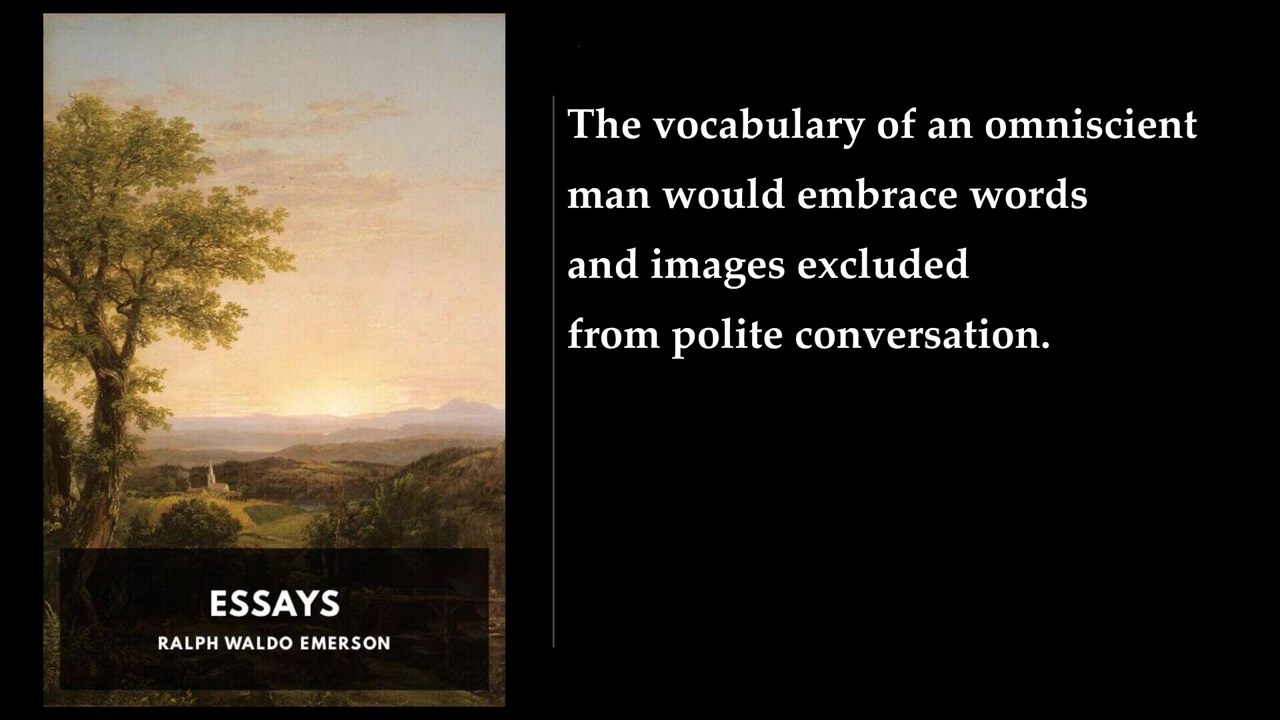 ESSAYS
RALPH WALDO EMERSON
The vocabulary of an omniscient
man would embrace words
and images excluded
from polite conversation.